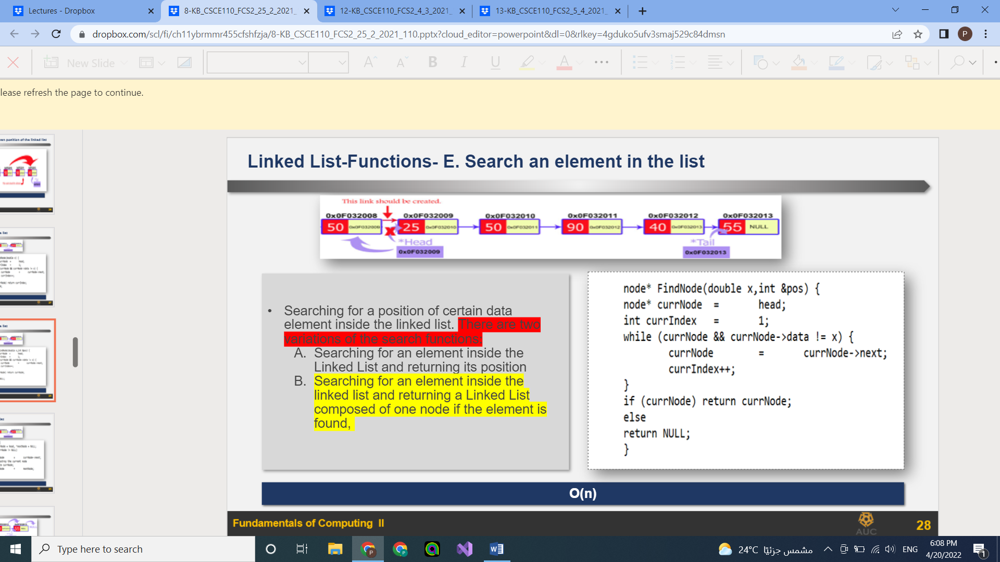 Lectures - Dropbox
8-KB_CSCE110_FCS2_25_2_2021_
12-KB_CSCE110_FCS2_4_3_2021_
13-KB_CSCE110_FCS2_5_4_2021_
dropbox.com/scl/fi/ch11ybrmmr455cfshfzja/8-KB_CSCE110_FCS2_25_2_2021_110.pptx?cloud_editor=powerpoint&dl=0&rlkey=4gduko5ufv3smaj529c84dmsn
P
New Slide
A A B I U A
lease refresh the page to continue.
Linked List-Functions- E. Search an element in the list
This link should be created.
0x0F032008 0x0F032009 0x0F032010 0x0F032011 0x0F032012 0x0F032013
50 0x0F032009 X 25 0x0F032010 50 0x0F032011 90 0x0F032012 40 0x0F032013 55 NULL
*Head *Tail
0x0F032009 0x0F032013
• Searching for a position of certain data
element inside the linked list. There are two
variations of the search functions:
A. Searching for an element inside the
Linked List and returning its position
B. Searching for an element inside the
linked list and returning a Linked List
composed of one node if the element is
found,
node* FindNode(double x,int &pos) {
node* currNode = head;
int currIndex = 1;
while (currNode && currNode->data != x) {
currNode = currNode->next;
currIndex++;
}
if (currNode) return currNode;
else
return NULL;
}
O(n)
Fundamentals of Computing II
AUC
28
Type here to search
24°C مشمس جزئيًا
ENG
6:08 PM
4/20/2022
1